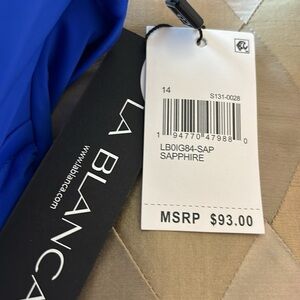 14
S131-0028
1 94770 47988 0
LB0IG84-SAP
SAPPHIRE
MSRP $93.00
LA BLANCA
www.lablanca.com